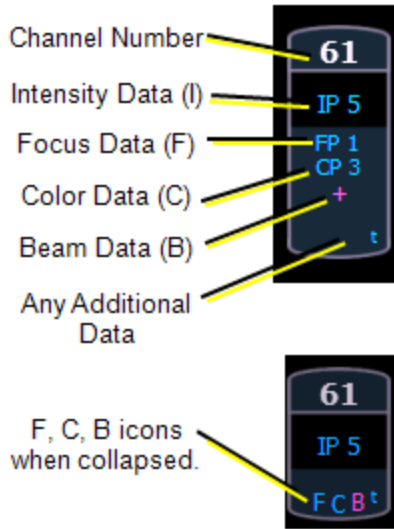 Channel Number
61
Intensity Data (I)
IP 5
Focus Data (F)
FP 1
Color Data (C)
CP 3
Beam Data (B)
+
Any Additional
Data
t
61
F, C, B icons
when collapsed.
IP 5
F C B t